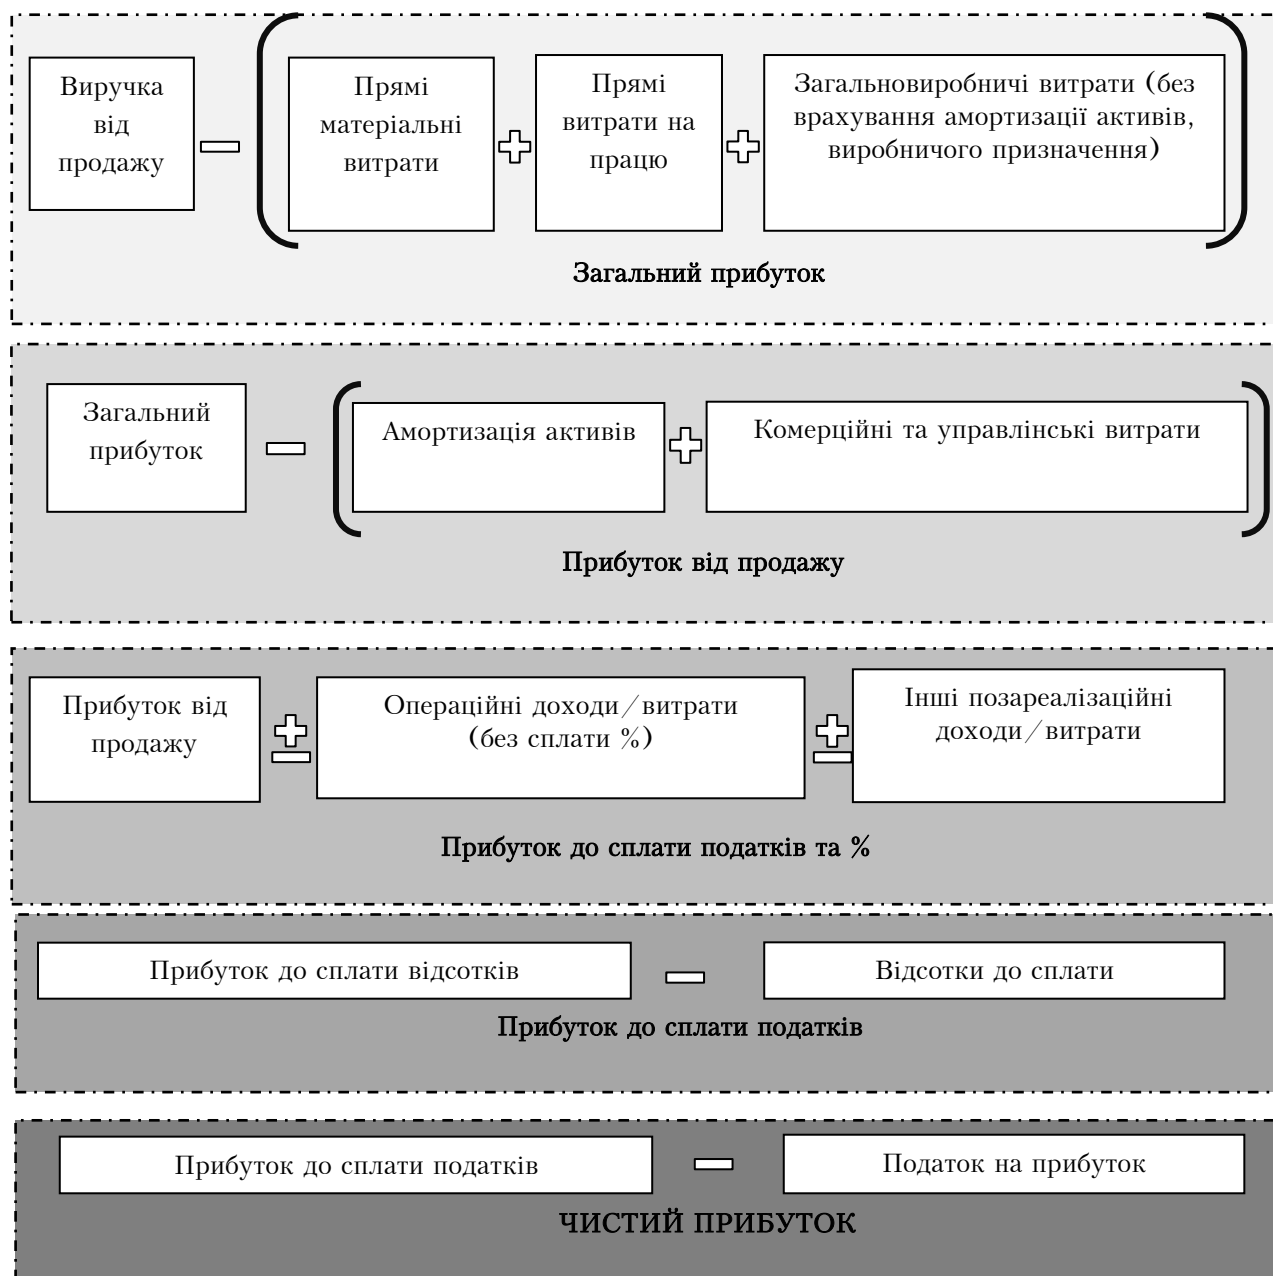 Виручка
від
продажу
Прямі
матеріальні
витрати
Прямі
витрати на
працю
Загальновиробничі витрати (без
врахування амортизації активів,
виробничого призначення)
Загальний прибуток
Загальний
прибуток
Амортизація активів
Комерційні та управлінські витрати
Прибуток від продажу
Прибуток від
продажу
Операційні доходи/витрати
(без сплати %)
Інші позареалізаційні
доходи/витрати
Прибуток до сплати податків та %
Прибуток до сплати відсотків
Відсотки до сплати
Прибуток до сплати податків
Прибуток до сплати податків
Податок на прибуток
ЧИСТИЙ ПРИБУТОК